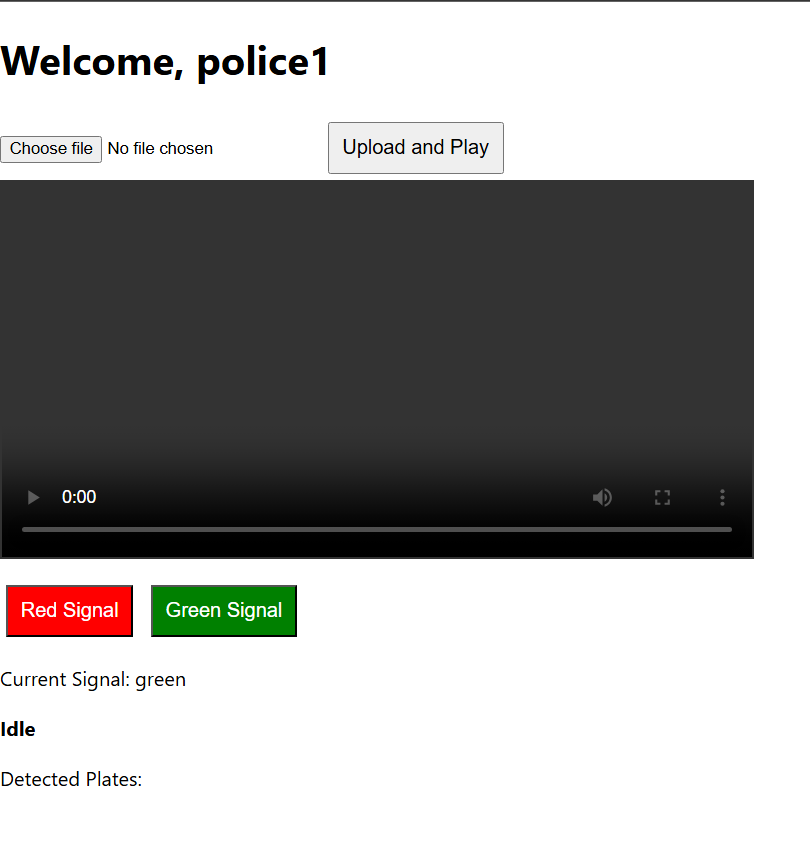 Welcome, police1
Choose file No file chosen Upload and Play
0:00
Red Signal Green Signal
Current Signal: green
Idle
Detected Plates: